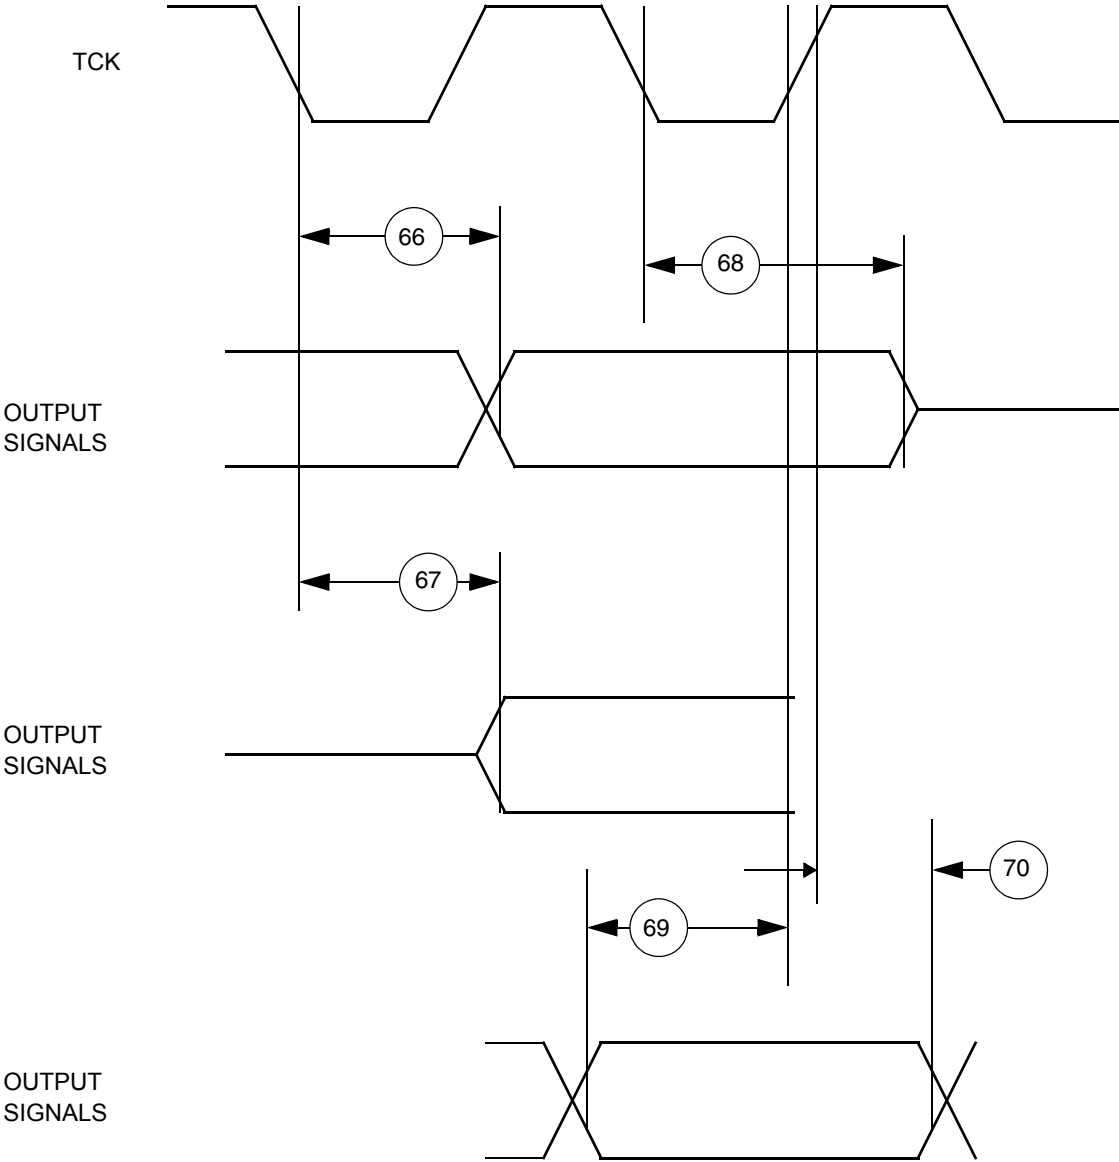 TCK
66
68
OUTPUT
SIGNALS
67
OUTPUT
SIGNALS
70
69
OUTPUT
SIGNALS